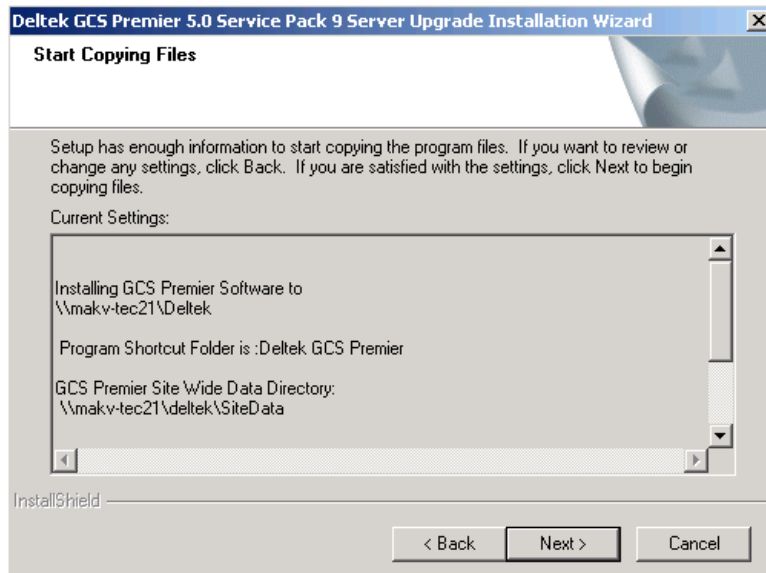 Deltek GCS Premier 5.0 Service Pack 9 Server Upgrade Installation Wizard
Start Copying Files
Setup has enough information to start copying the program files. If you want to review or
change any settings, click Back. If you are satisfied with the settings, click Next to begin
copying files.
Current Settings:
Installing GCS Premier Software to
\\makv-tec21\Deltek
Program Shortcut Folder is :Deltek GCS Premier
GCS Premier Site Wide Data Directory:
\\makv-tec21\deltek\SiteData
InstallShield
< Back Next > Cancel